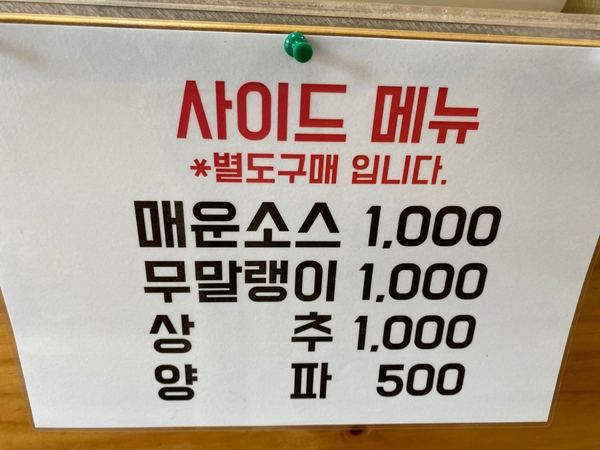 사이드 메뉴
*별도구매 입니다.
매운소스 1,000
무말랭이 1,000
상 추 1,000
양 파 500